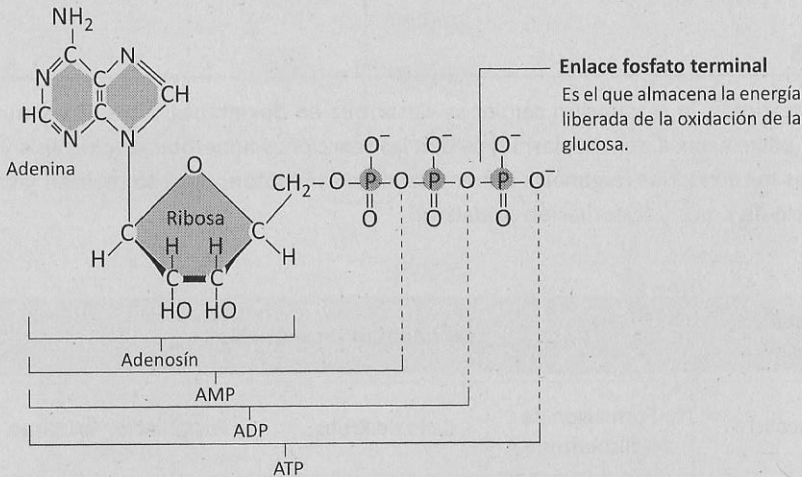 NH2
C
N
N
C
CH
HC
C
N
N
Adenina
Enlace fosfato terminal
Es el que almacena la energía
liberada de la oxidación de la
glucosa.
O⁻ O⁻ O⁻
CH2–O–P–O–P–O–P–O⁻
O O O
O
Ribosa
C C
H H H H
C C
HO HO
Adenosín
AMP
ADP
ATP